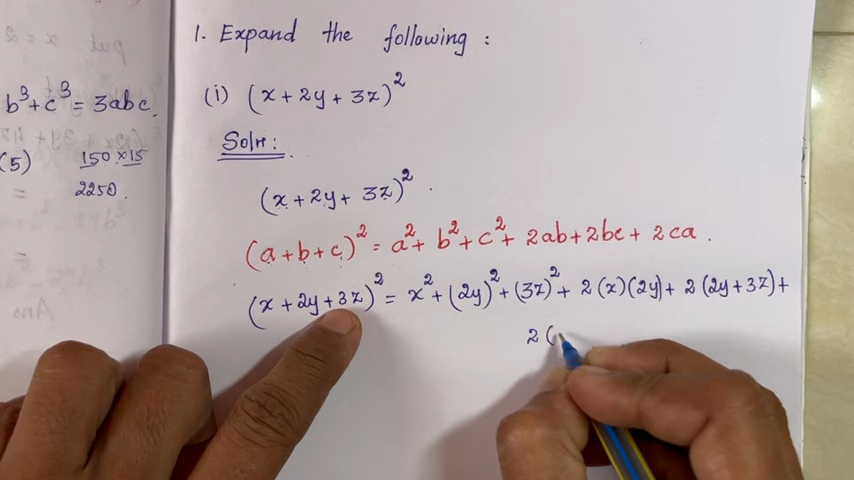 b³ + c³ = 3abc.
(5) 150 × 15
2250.
1. Expand the following :
(i) (x + 2y + 3z)²
Soln:
(x + 2y + 3z)².
(a + b + c)² = a² + b² + c² + 2ab + 2bc + 2ca.
(x + 2y + 3z)² = x² + (2y)² + (3z)² + 2(x)(2y) + 2(2y + 3z) +
2(